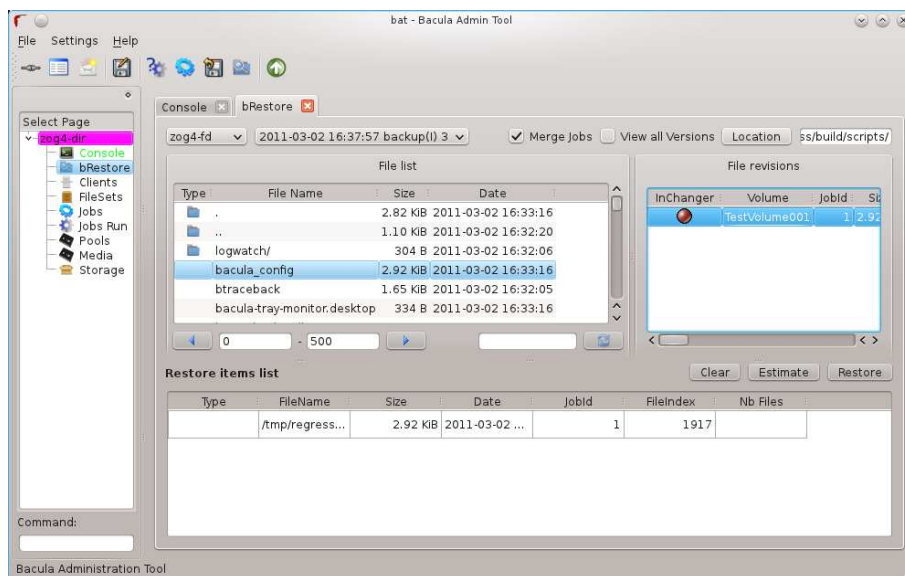 bat - Bacula Admin Tool
File Settings Help
Select Page
zog4-dir
Console
bRestore
Clients
FileSets
Jobs
Jobs Run
Pools
Media
Storage
Command:
Console bRestore
zog4-fd 2011-03-02 16:37:57 backup(I) 3 Merge Jobs View all Versions Location ss/build/scripts/
File list
Type File Name Size Date
. 2.82 KiB 2011-03-02 16:33:16
.. 1.10 KiB 2011-03-02 16:32:20
logwatch/ 304 B 2011-03-02 16:32:06
bacula_config 2.92 KiB 2011-03-02 16:33:16
btraceback 1.65 KiB 2011-03-02 16:32:05
bacula-tray-monitor.desktop 334 B 2011-03-02 16:33:16
0 - 500
File revisions
InChanger Volume JobId Siz
TestVolume001 1 2.92
Restore items list Clear Estimate Restore
Type FileName Size Date JobId FileIndex Nb Files
/tmp/regress... 2.92 KiB 2011-03-02 ... 1 1917
Bacula Administration Tool